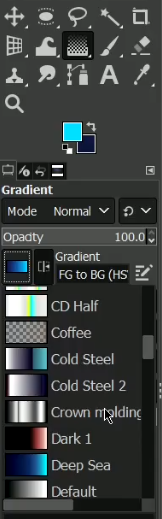 Gradient
Mode Normal
Opacity 100.0
Gradient
FG to BG (HS
CD Half
Coffee
Cold Steel
Cold Steel 2
Crown molding
Dark 1
Deep Sea
Default